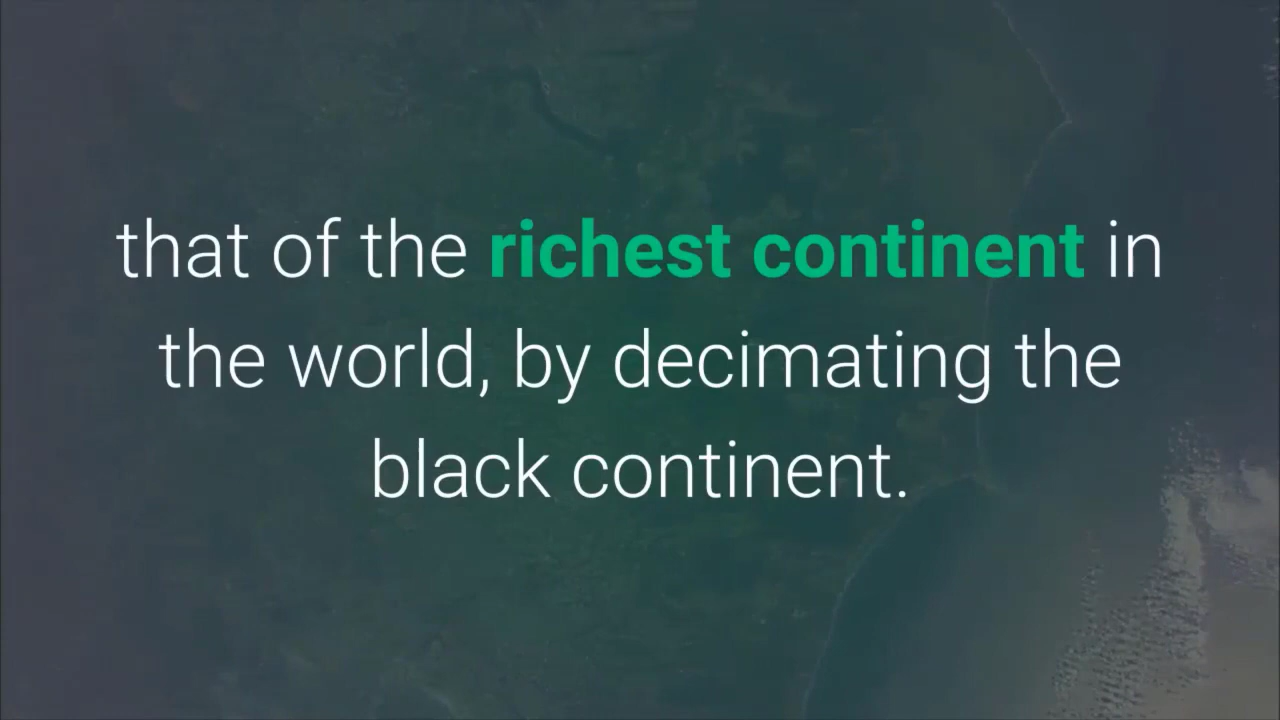 that of the richest continent in
the world, by decimating the
black continent.